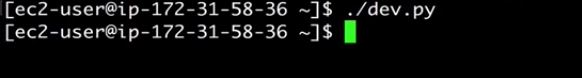 [ec2-user@ip-172-31-58-36 ~]$ ./dev.py
[ec2-user@ip-172-31-58-36 ~]$